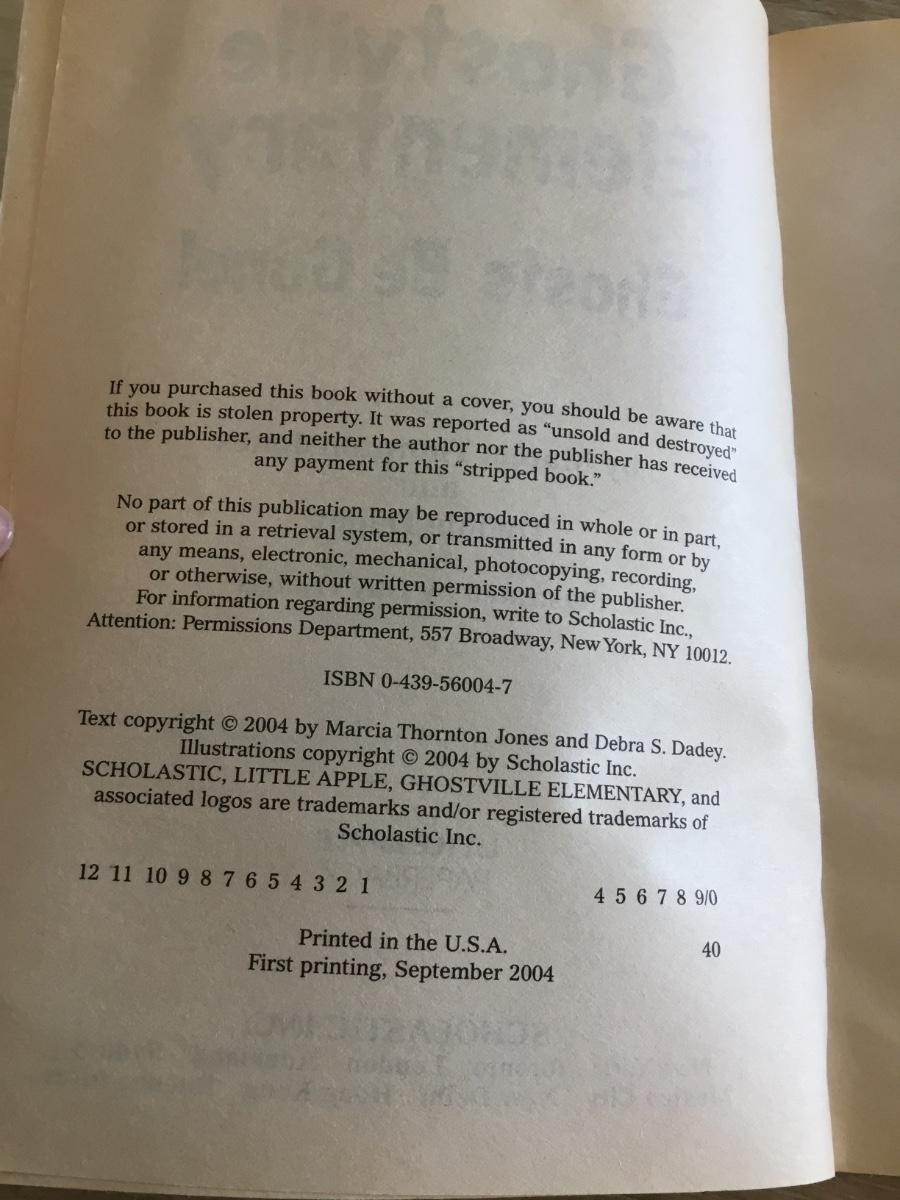 Ghostville
Elementary
Ghosts Be Gone!
If you purchased this book without a cover, you should be aware that
this book is stolen property. It was reported as “unsold and destroyed”
to the publisher, and neither the author nor the publisher has received
any payment for this “stripped book.”
No part of this publication may be reproduced in whole or in part,
or stored in a retrieval system, or transmitted in any form or by
any means, electronic, mechanical, photocopying, recording,
or otherwise, without written permission of the publisher.
For information regarding permission, write to Scholastic Inc.,
Attention: Permissions Department, 557 Broadway, New York, NY 10012.
ISBN 0-439-56004-7
Text copyright © 2004 by Marcia Thornton Jones and Debra S. Dadey.
Illustrations copyright © 2004 by Scholastic Inc.
SCHOLASTIC, LITTLE APPLE, GHOSTVILLE ELEMENTARY, and
associated logos are trademarks and/or registered trademarks of
Scholastic Inc.
12 11 10 9 8 7 6 5 4 3 2 1 4 5 6 7 8 9/0
Printed in the U.S.A. 40
First printing, September 2004
SCHOLASTIC INC.